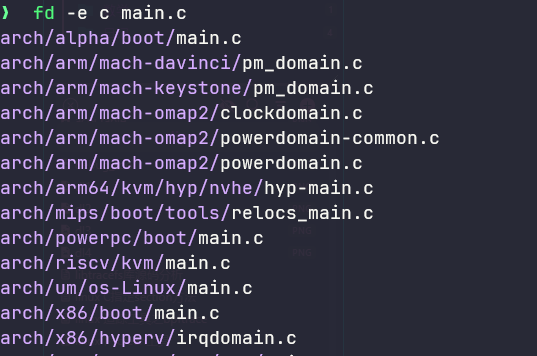 ❯ fd -e c main.c
arch/alpha/boot/main.c
arch/arm/mach-davinci/pm_domain.c
arch/arm/mach-keystone/pm_domain.c
arch/arm/mach-omap2/clockdomain.c
arch/arm/mach-omap2/powerdomain-common.c
arch/arm/mach-omap2/powerdomain.c
arch/arm64/kvm/hyp/nvhe/hyp-main.c
arch/mips/boot/tools/relocs_main.c
arch/powerpc/boot/main.c
arch/riscv/kvm/main.c
arch/um/os-Linux/main.c
arch/x86/boot/main.c
arch/x86/hyperv/irqdomain.c